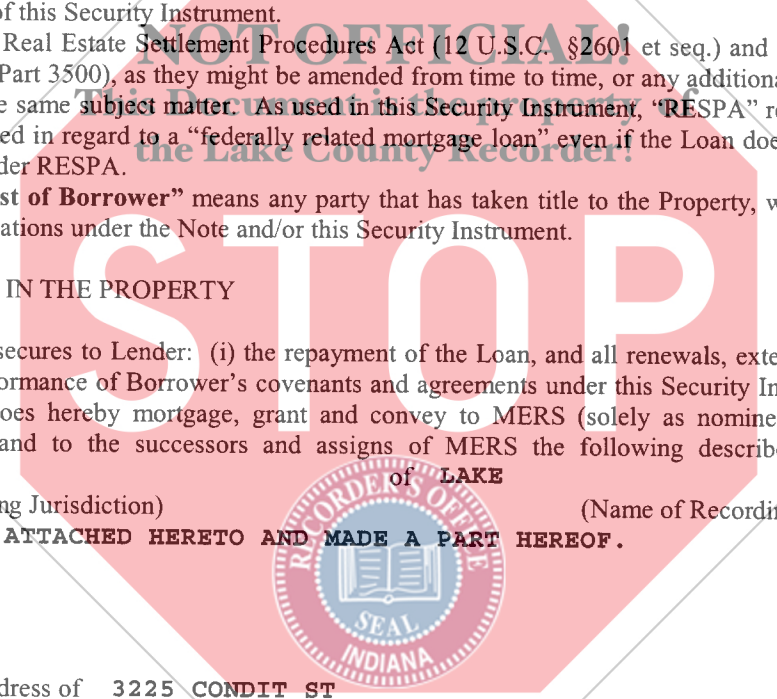 of this Security Instrument.
NOT OFFICIAL!
Real Estate Settlement Procedures Act (12 U.S.C. §2601 et seq.) and
Part 3500), as they might be amended from time to time, or any additiona
This Document is the property of
e same subject matter. As used in this Security Instrument, “RESPA” r
ed in regard to a “federally related mortgage loan” even if the Loan doe
the Lake County Recorder!
der RESPA.
st of Borrower” means any party that has taken title to the Property, w
ations under the Note and/or this Security Instrument.
STOP
IN THE PROPERTY
secures to Lender: (i) the repayment of the Loan, and all renewals, exte
ormance of Borrower’s covenants and agreements under this Security In
oes hereby mortgage, grant and convey to MERS (solely as nomine
and to the successors and assigns of MERS the following describ
of LAKE
ng Jurisdiction) (Name of Recordin
ATTACHED HERETO AND MADE A PART HEREOF.
RECORDER'S OFFICE
SEAL
INDIANA
dress of 3225 CONDIT ST